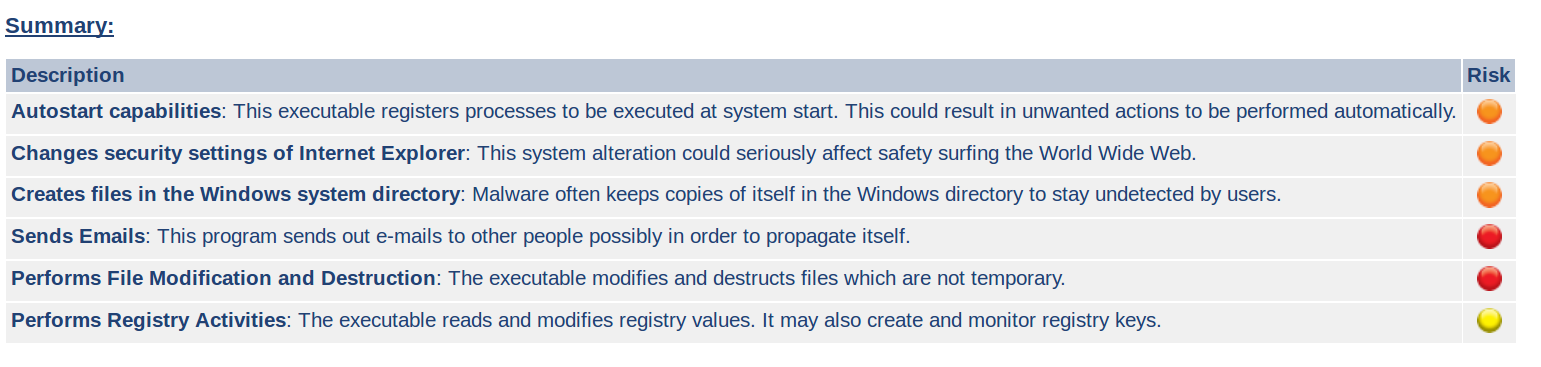 Summary:
Description Risk
Autostart capabilities: This executable registers processes to be executed at system start. This could result in unwanted actions to be performed automatically.
Changes security settings of Internet Explorer: This system alteration could seriously affect safety surfing the World Wide Web.
Creates files in the Windows system directory: Malware often keeps copies of itself in the Windows directory to stay undetected by users.
Sends Emails: This program sends out e-mails to other people possibly in order to propagate itself.
Performs File Modification and Destruction: The executable modifies and destructs files which are not temporary.
Performs Registry Activities: The executable reads and modifies registry values. It may also create and monitor registry keys.